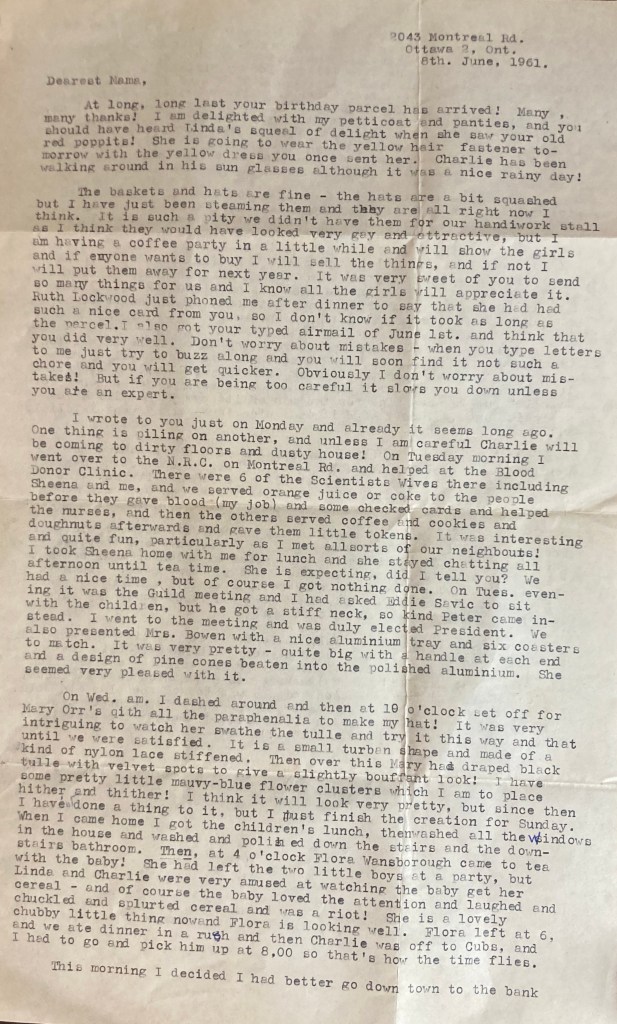 2043 Montreal Rd.
Ottawa 2, Ont.
8th. June, 1961.
Dearest Mama,
At long, long last your birthday parcel has arrived! Many ,
many thanks! I am delighted with my petticoat and panties, and you
should have heard Linda's squeal of delight when she saw your old
red poppits! She is going to wear the yellow hair fastener to-
morrow with the yellow dress you once sent her. Charlie has been
walking around in his sun glasses although it was a nice rainy day!
The baskets and hats are fine - the hats are a bit squashed
but I have just been steaming them and they are all right now I
think. It is such a pity we didn't have them for our handiwork stall
as I think they would have looked very gay and attractive, but I
am having a coffee party in a little while and will show the girls
and if enyone wants to buy I will sell the things, and if not I
will put them away for next year. It was very sweet of you to send
so many things for us and I know all the girls will appreciate it.
Ruth Lockwood just phoned me after dinner to say that she had had
such a nice card from you, so I don't know if it took as long as
the parcel. I also got your typed airmail of June 1st. and think that
you did very well. Don't worry about mistakes - when you type letters
to me just try to buzz along and you will soon find it not such a
chore and you will get quicker. Obviously I don't worry about mis-
takes! But if you are being too careful it slows you down unless
you are an expert.
I wrote to you just on Monday and already it seems long ago.
One thing is piling on another, and unless I am careful Charlie will
be coming to dirty floors and dusty house! On Tuesday morning I
went over to the N.R.C. on Montreal Rd. and helped at the Blood
Donor Clinic. There were 6 of the Scientists Wives there including
Sheena and me, and we served orange juice or coke to the people
before they gave blood (my job) and some checked cards and helped
the nurses, and then the others served coffee and cookies and
doughnuts afterwards and gave them little tokens. It was interesting
and quite fun, particularly as I met allsorts of our neighbouts!
I took Sheena home with me for lunch and she stayed chatting all
afternoon until tea time. She is expecting, did I tell you? We
had a nice time , but of course I got nothing done. On Tues. even-
ing it was the Guild meeting and I had asked Eddie Savic to sit
with the children, but he got a stiff neck, so kind Peter came in-
stead. I went to the meeting and was duly elected President. We
also presented Mrs. Bowen with a nice aluminium tray and six coasters
to match. It was very pretty - quite big with a handle at each end
and a design of pine cones beaten into the polished aluminium. She
seemed very pleased with it.
On Wed. am. I dashed around and then at 10 o'clock set off for
Mary Orr's qith all the paraphenalia to make my hat! It was very
intriguing to watch her swathe the tulle and try it this way and that
until we were satisfied. It is a small turban shape and made of a
kind of nylon lace stiffened. Then over this Mary had draped black
tulle with velvet spots to give a slightly bouffant look! I have
some pretty little mauvy-blue flower clusters which I am to place
hither and thither! I think it will look very pretty, but since then
I have done a thing to it, but I must finish the creation for Sunday.
When I came home I got the children's lunch, thenwashed all the windows
in the house and washed and polihed down the stairs and the down-
stairs bathroom. Then, at 4 o'clock Flora Wansborough came to tea
with the baby! She had left the two little boys at a party, but
Linda and Charlie were very amused at watching the baby get her
cereal - and of course the baby loved the attention and laughed and
chuckled and splurted cereal and was a riot! She is a lovely
chubby little thing nowand Flora is looking well. Flora left at 6,
and we ate dinner in a rush and then Charlie was off to Cubs, and
I had to go and pick him up at 8.00 so that's how the time flies.
This morning I decided I had better go down town to the bank